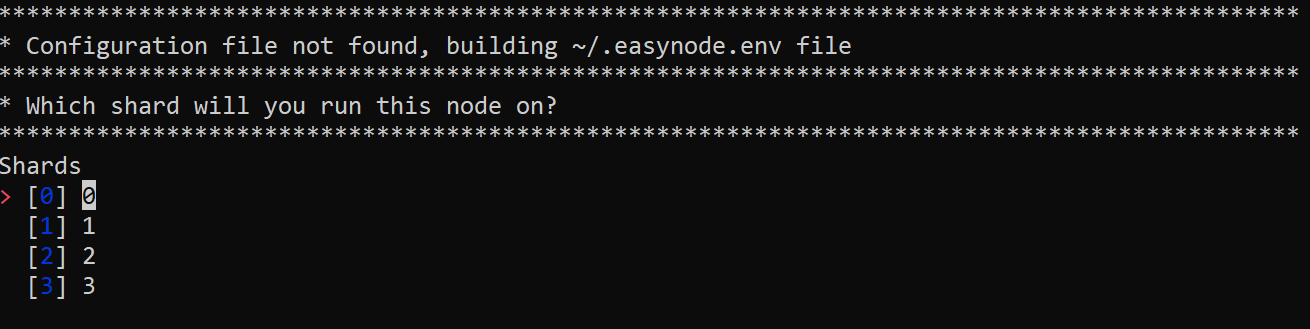 *********************************************************************************************
* Configuration file not found, building ~/.easynode.env file
*********************************************************************************************
* Which shard will you run this node on?
*********************************************************************************************
Shards
> [0] 0
[1] 1
[2] 2
[3] 3